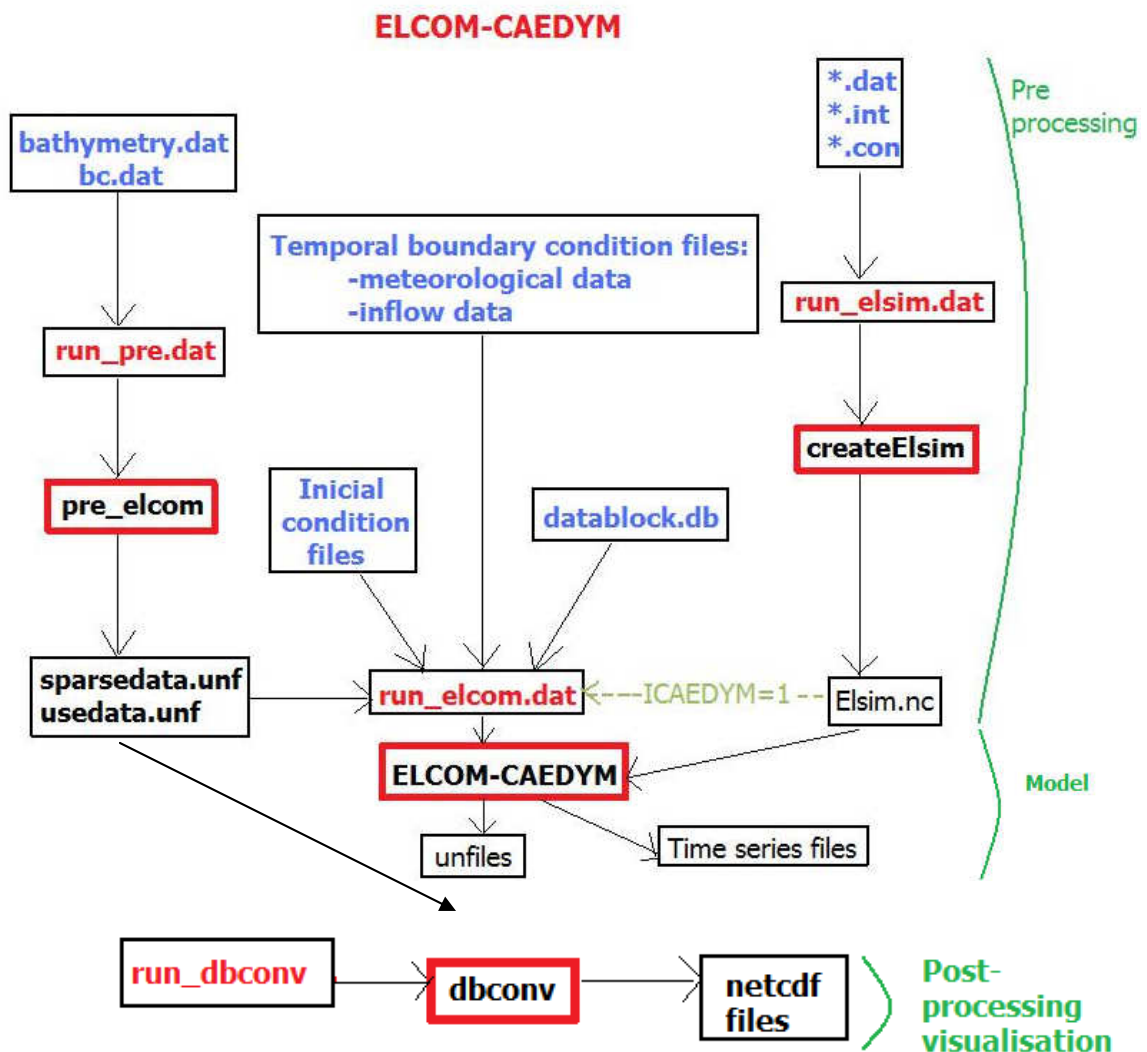 ELCOM-CAEDYM
*.dat
*.int
*.con
Pre
processing
bathymetry.dat
bc.dat
Temporal boundary condition files:
-meteorological data
-inflow data
run_elsim.dat
run_pre.dat
createElsim
pre_elcom
Inicial
condition
files
datablock.db
sparsedata.unf
usedata.unf
run_elcom.dat
ICAEDYM=1
Elsim.nc
ELCOM-CAEDYM
Model
unfiles
Time series files
run_dbconv
dbconv
netcdf
files
Post-
processing
visualisation